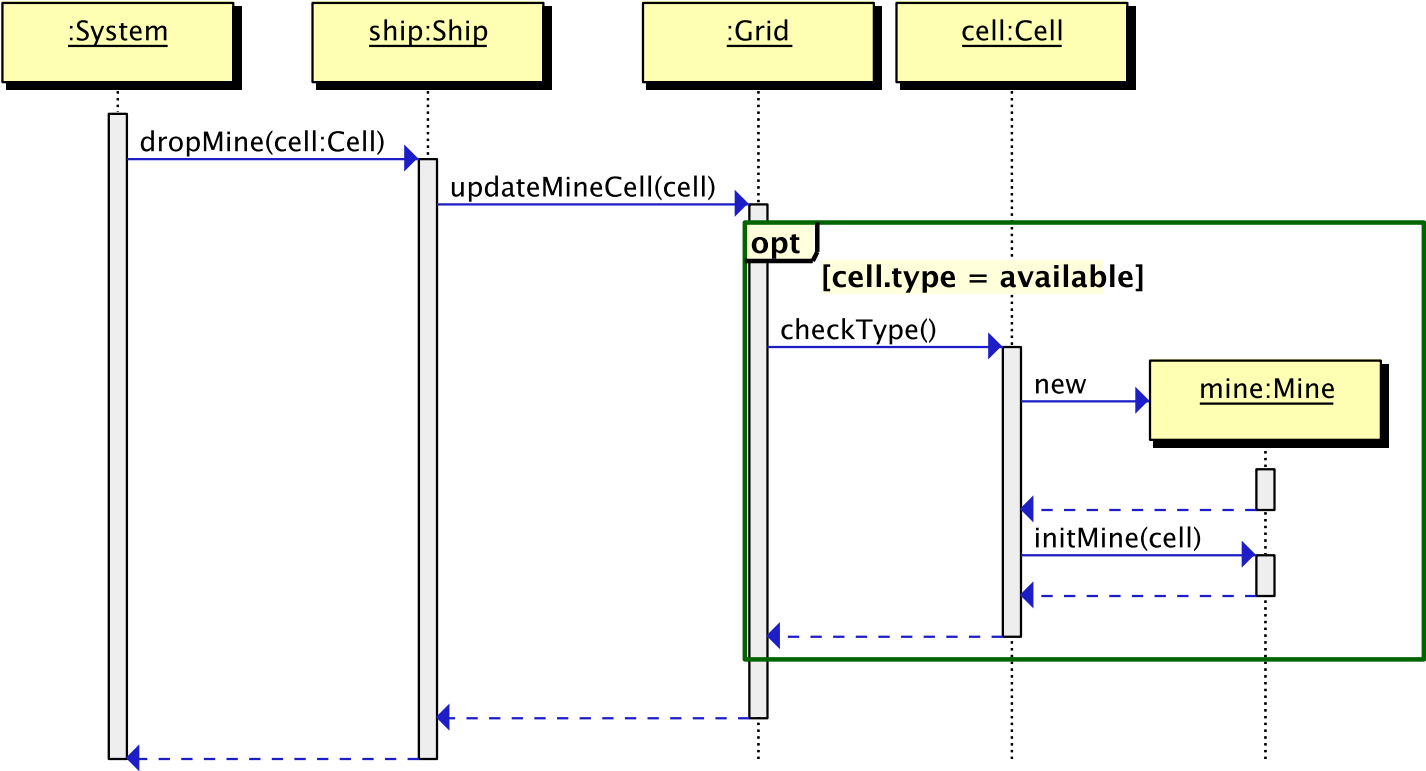 :System
ship:Ship
:Grid
cell:Cell
dropMine(cell:Cell)
updateMineCell(cell)
opt
[cell.type = available]
checkType()
new
mine:Mine
initMine(cell)